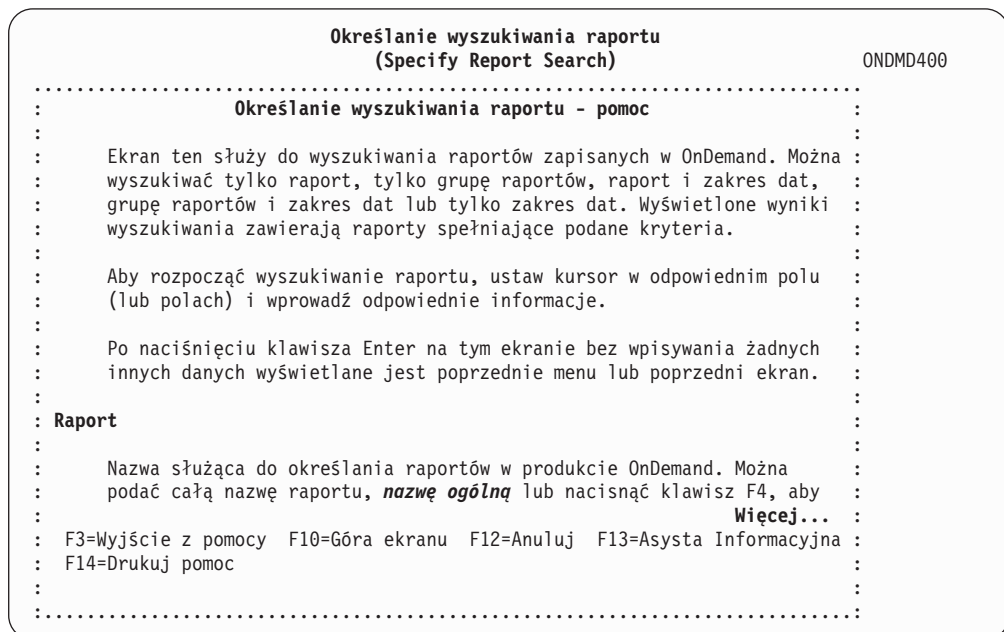 Określanie wyszukiwania raportu
(Specify Report Search) ONDMD400
...............................................................................
: Określanie wyszukiwania raportu - pomoc :
: :
: Ekran ten służy do wyszukiwania raportów zapisanych w OnDemand. Można :
: wyszukiwać tylko raport, tylko grupę raportów, raport i zakres dat, :
: grupę raportów i zakres dat lub tylko zakres dat. Wyświetlone wyniki :
: wyszukiwania zawierają raporty spełniające podane kryteria. :
: :
: Aby rozpocząć wyszukiwanie raportu, ustaw kursor w odpowiednim polu :
: (lub polach) i wprowadź odpowiednie informacje. :
: :
: Po naciśnięciu klawisza Enter na tym ekranie bez wpisywania żadnych :
: innych danych wyświetlane jest poprzednie menu lub poprzedni ekran. :
: :
: Raport :
: :
: Nazwa służąca do określania raportów w produkcie OnDemand. Można :
: podać całą nazwę raportu, nazwę ogólną lub nacisnąć klawisz F4, aby :
: Więcej... :
: F3=Wyjście z pomocy F10=Góra ekranu F12=Anuluj F13=Asysta Informacyjna :
: F14=Drukuj pomoc :
: :
:.............................................................................: